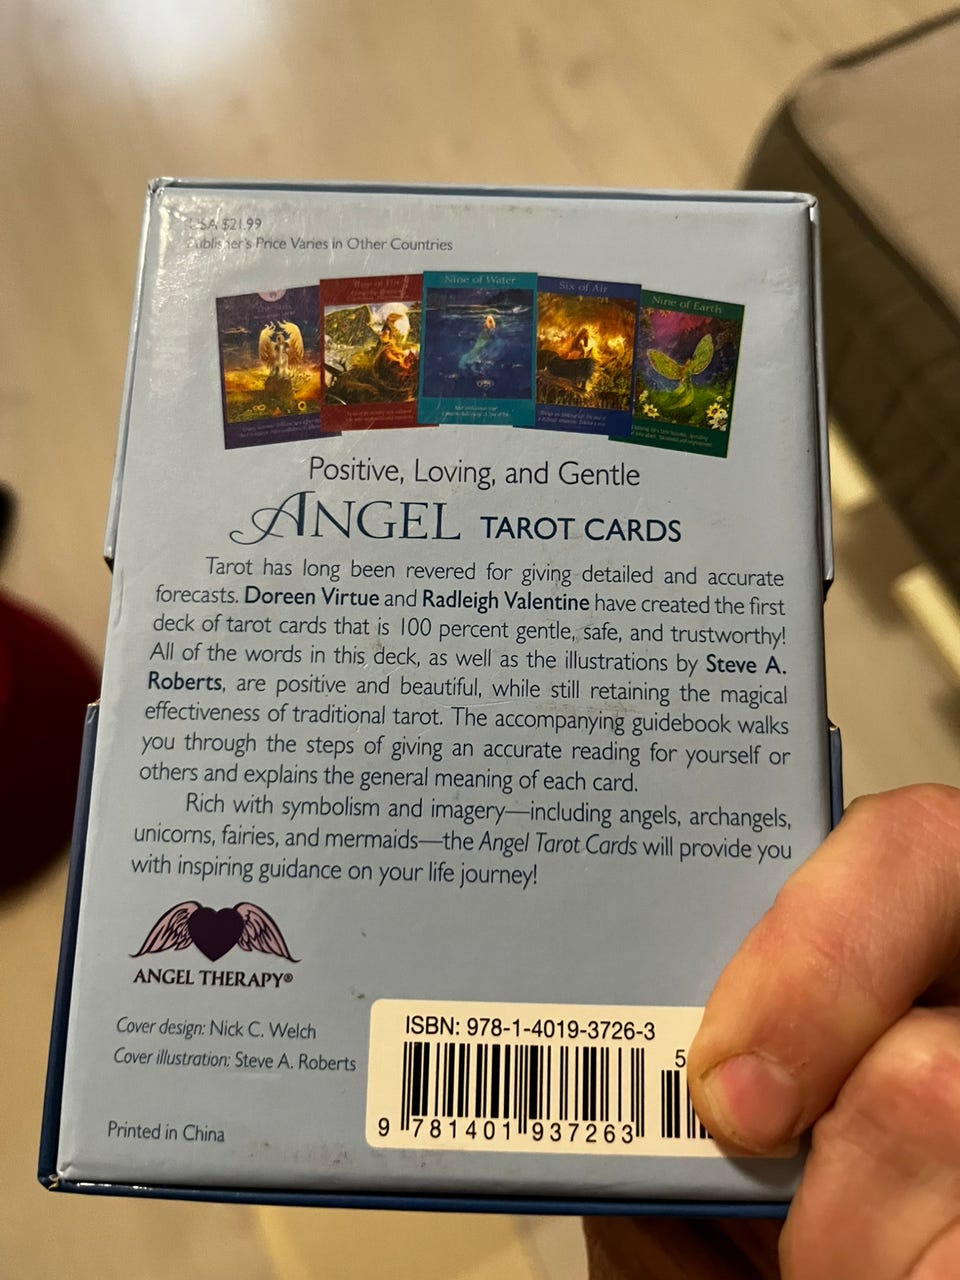 USA $21.99
Publisher's Price Varies in Other Countries
Nine of Water
Six of Air
Nine of Earth
Positive, Loving, and Gentle
ANGEL TAROT CARDS
Tarot has long been revered for giving detailed and accurate
forecasts. Doreen Virtue and Radleigh Valentine have created the first
deck of tarot cards that is 100 percent gentle, safe, and trustworthy!
All of the words in this deck, as well as the illustrations by Steve A.
Roberts, are positive and beautiful, while still retaining the magical
effectiveness of traditional tarot. The accompanying guidebook walks
you through the steps of giving an accurate reading for yourself or
others and explains the general meaning of each card.
Rich with symbolism and imagery—including angels, archangels,
unicorns, fairies, and mermaids—the Angel Tarot Cards will provide you
with inspiring guidance on your life journey!
ANGEL THERAPY®
Cover design: Nick C. Welch
Cover illustration: Steve A. Roberts
Printed in China
ISBN: 978-1-4019-3726-3
5
9 781401 937263